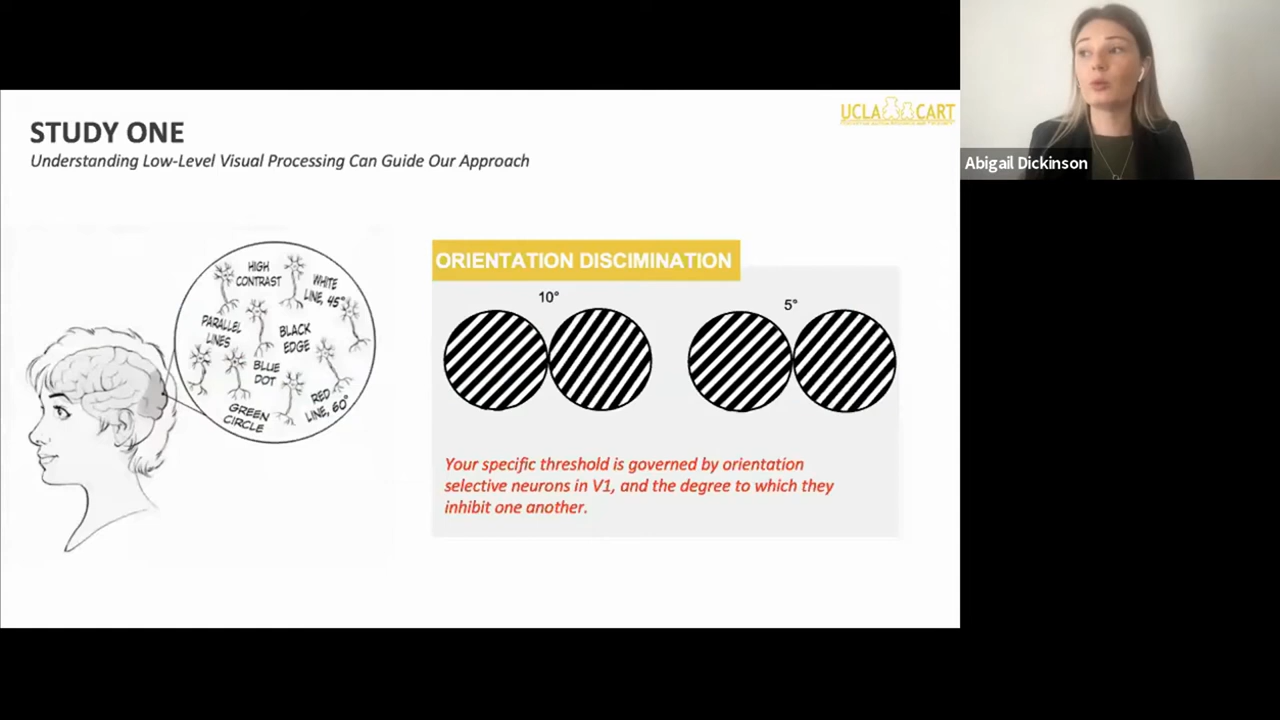 STUDY ONE
Understanding Low-Level Visual Processing Can Guide Our Approach
UCLA CART
Abigail Dickinson
HIGH
CONTRAST
WHITE
LINE, 45°
PARALLEL
LINES
BLACK
EDGE
BLUE
DOT
RED
LINE, 60°
GREEN
CIRCLE
ORIENTATION DISCIMINATION
10°
5°
Your specific threshold is governed by orientation
selective neurons in V1, and the degree to which they
inhibit one another.